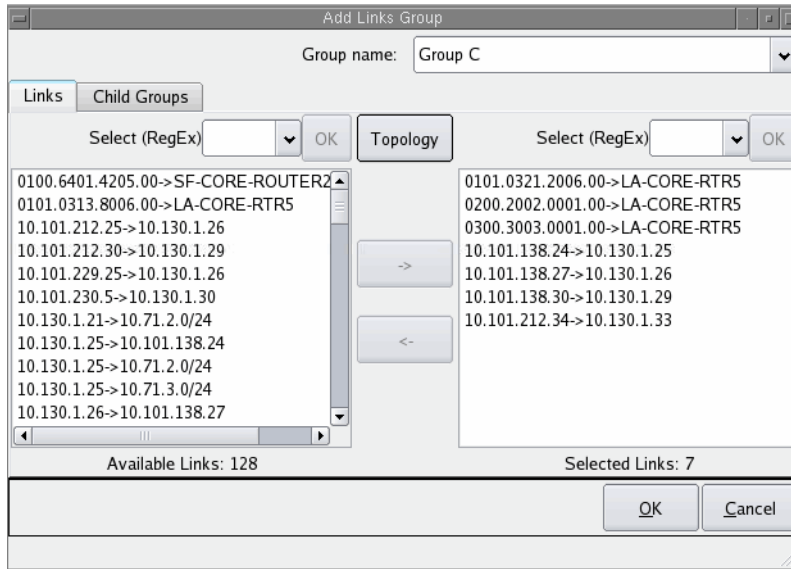 Add Links Group
Group name: Group C
Links Child Groups
Select (RegEx) OK Topology Select (RegEx) OK
0100.6401.4205.00->SF-CORE-ROUTER2
0101.0313.8006.00->LA-CORE-RTR5
10.101.212.25->10.130.1.26
10.101.212.30->10.130.1.29
10.101.229.25->10.130.1.26
10.101.230.5->10.130.1.30
10.130.1.21->10.71.2.0/24
10.130.1.25->10.101.138.24
10.130.1.25->10.71.2.0/24
10.130.1.25->10.71.3.0/24
10.130.1.26->10.101.138.27
Available Links: 128
->
<-
0101.0321.2006.00->LA-CORE-RTR5
0200.2002.0001.00->LA-CORE-RTR5
0300.3003.0001.00->LA-CORE-RTR5
10.101.138.24->10.130.1.25
10.101.138.27->10.130.1.26
10.101.138.30->10.130.1.29
10.101.212.34->10.130.1.33
Selected Links: 7
OK Cancel